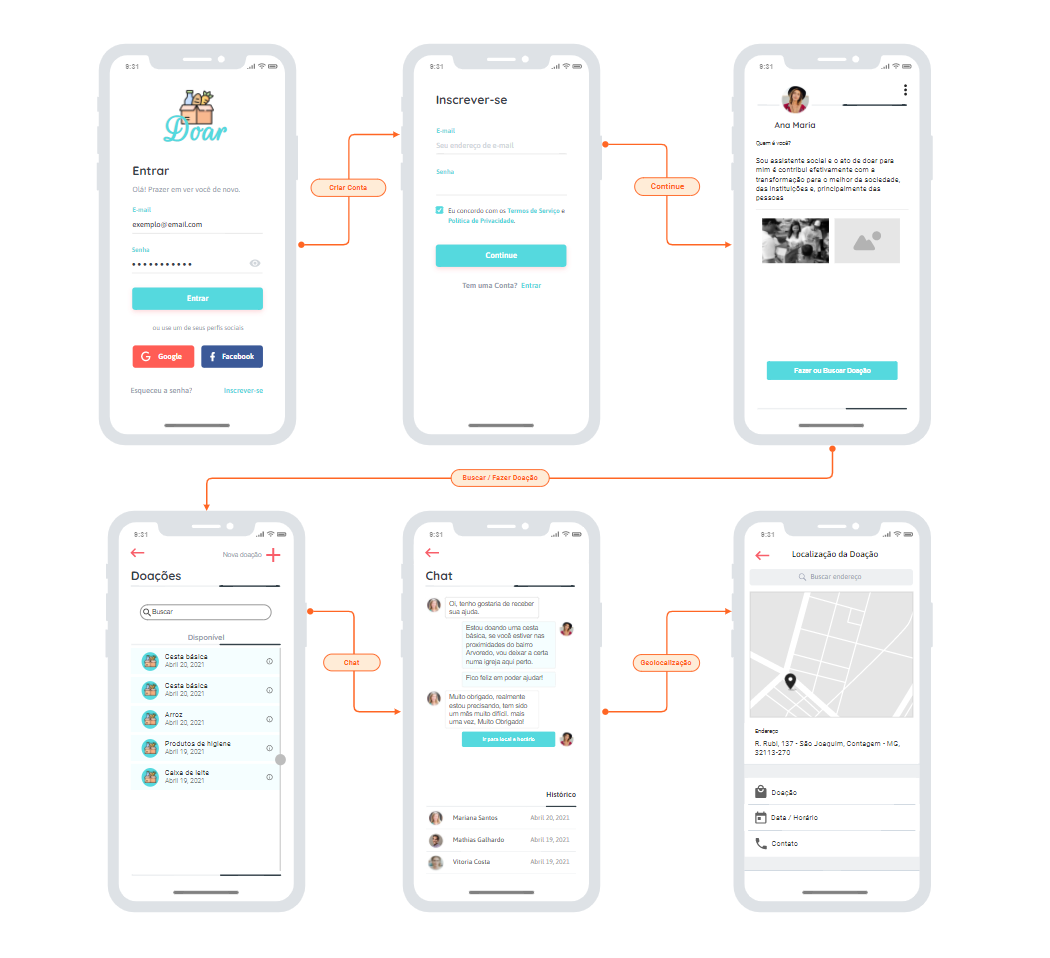 9:31
Doar
Entrar
Olá! Prazer em ver você de novo.
E-mail
exemplo@email.com
Senha
Entrar
ou use um de seus perfis sociais
Google
Facebook
Esqueceu a senha?
Inscrever-se
Criar Conta
9:31
Inscrever-se
E-mail
Seu endereço de e-mail
Senha
Eu concordo com os Termos de Serviço e
Política de Privacidade.
Continue
Tem uma Conta? Entrar
Continue
9:31
Ana Maria
Quem é você?
Sou assistente social e o ato de doar para
mim é contribui efetivamente com a
transformação para o melhor da sociedade,
das instituições e, principalmente das
pessoas
Fazer ou Buscar Doação
Buscar / Fazer Doação
9:31
Nova doação
Doações
Buscar
Disponível
Cesta básica
Abril 20, 2021
Cesta básica
Abril 20, 2021
Arroz
Abril 20, 2021
Produtos de higiene
Abril 19, 2021
Caixa de leite
Abril 19, 2021
Chat
9:31
Chat
Oi, tenho gostaria de receber
sua ajuda.
Estou doando uma cesta
básica, se você estiver nas
proximidades do bairro
Arvoredo, vou deixar a certa
numa igreja aqui perto.
Fico feliz em poder ajudar!
Muito obrigado, realmente
estou precisando, tem sido
um mês muito difícil. mais
uma vez, Muito Obrigado!
Ir para local e horário
Histórico
Mariana Santos
Abril 20, 2021
Mathias Galhardo
Abril 19, 2021
Vitoria Costa
Abril 19, 2021
Geolocalização
9:31
Localização da Doação
Buscar endereço
Endereço
R. Rubi, 137 - São Joaquim, Contagem - MG,
32113-270
Doação
Data / Horário
Contato